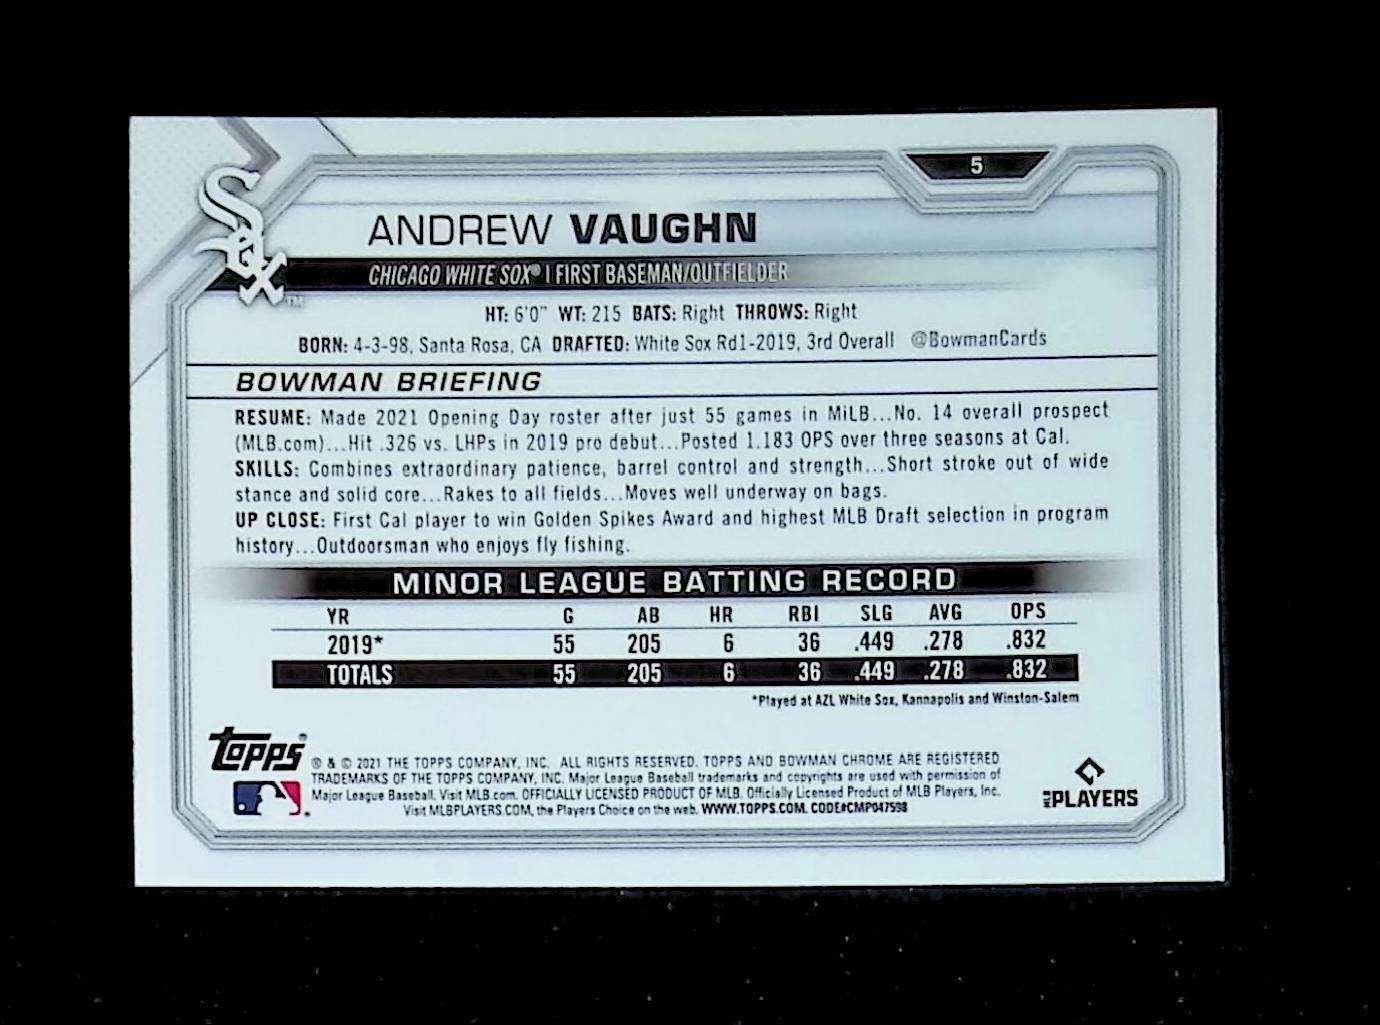 5
Sox
ANDREW VAUGHN
CHICAGO WHITE SOX® | FIRST BASEMAN/OUTFIELDER
HT: 6'0" WT: 215 BATS: Right THROWS: Right
BORN: 4-3-98, Santa Rosa, CA DRAFTED: White Sox Rd1-2019, 3rd Overall @BowmanCards
BOWMAN BRIEFING
RESUME: Made 2021 Opening Day roster after just 55 games in MiLB...No. 14 overall prospect
(MLB.com)...Hit .326 vs. LHPs in 2019 pro debut...Posted 1.183 OPS over three seasons at Cal.
SKILLS: Combines extraordinary patience, barrel control and strength...Short stroke out of wide
stance and solid core...Rakes to all fields...Moves well underway on bags.
UP CLOSE: First Cal player to win Golden Spikes Award and highest MLB Draft selection in program
history...Outdoorsman who enjoys fly fishing.
MINOR LEAGUE BATTING RECORD
YR G AB HR RBI SLG AVG OPS
2019* 55 205 6 36 .449 .278 .832
TOTALS 55 205 6 36 .449 .278 .832
*Played at AZL White Sox, Kannapolis and Winston-Salem
Topps®
® & © 2021 THE TOPPS COMPANY, INC. ALL RIGHTS RESERVED. TOPPS AND BOWMAN CHROME ARE REGISTERED
TRADEMARKS OF THE TOPPS COMPANY, INC. Major League Baseball trademarks and copyrights are used with permission of
Major League Baseball. Visit MLB.com. OFFICIALLY LICENSED PRODUCT OF MLB. Officially Licensed Product of MLB Players, Inc.
Visit MLBPLAYERS.COM, the Players Choice on the web. WWW.TOPPS.COM. CODE#CMP047598
MLB PLAYERS